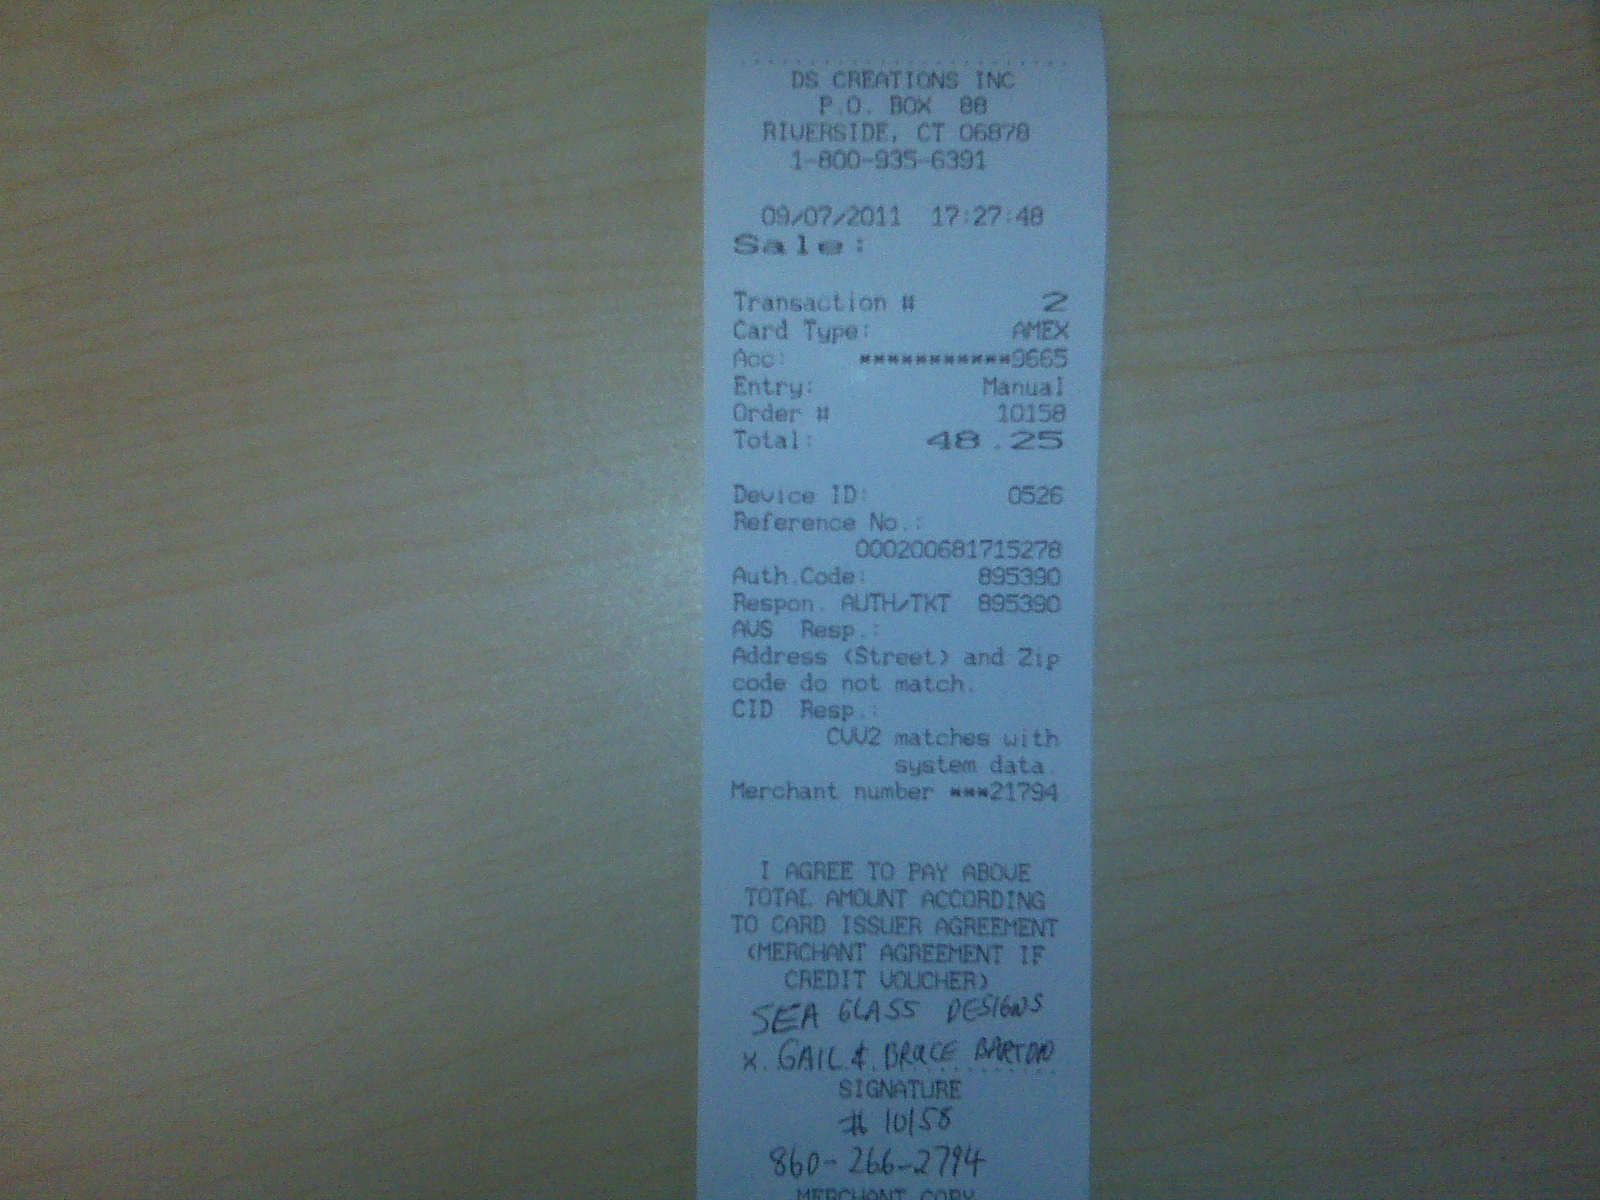 DS CREATIONS INC
P.O. BOX 88
RIVERSIDE, CT 06878
1-800-935-6391
09/07/2011 17:27:48
Sale:
Transaction # 2
Card Type: AMEX
Acc: ***********9665
Entry: Manual
Order # 10158
Total: 48.25
Device ID: 0526
Reference No.:
000200681715278
Auth.Code: 895390
Respon. AUTH/TKT 895390
AVS Resp.:
Address (Street) and Zip
code do not match.
CID Resp.:
CVV2 matches with
system data.
Merchant number ***21794
I AGREE TO PAY ABOVE
TOTAL AMOUNT ACCORDING
TO CARD ISSUER AGREEMENT
(MERCHANT AGREEMENT IF
CREDIT VOUCHER)
SEA GLASS DESIGNS
x. GAIL & BRUCE BARTON
SIGNATURE
# 10158
860-266-2794
MERCHANT COPY